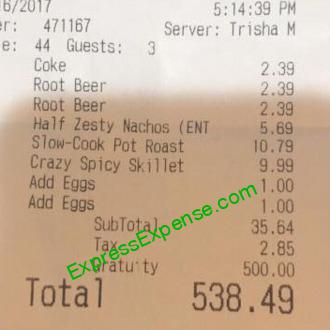 6/2017 5:14:39 PM
er: 471167 Server: Trisha M
e: 44 Guests: 3
Coke 2.39
Root Beer 2.39
Root Beer 2.39
Half Zesty Nachos (ENT 5.69
Slow-Cook Pot Roast 10.79
Crazy Spicy Skillet 9.99
Add Eggs 1.00
Add Eggs 1.00
SubTotal 35.64
Tax 2.85
Gratuity 500.00
Total 538.49
ExpressExpense.com